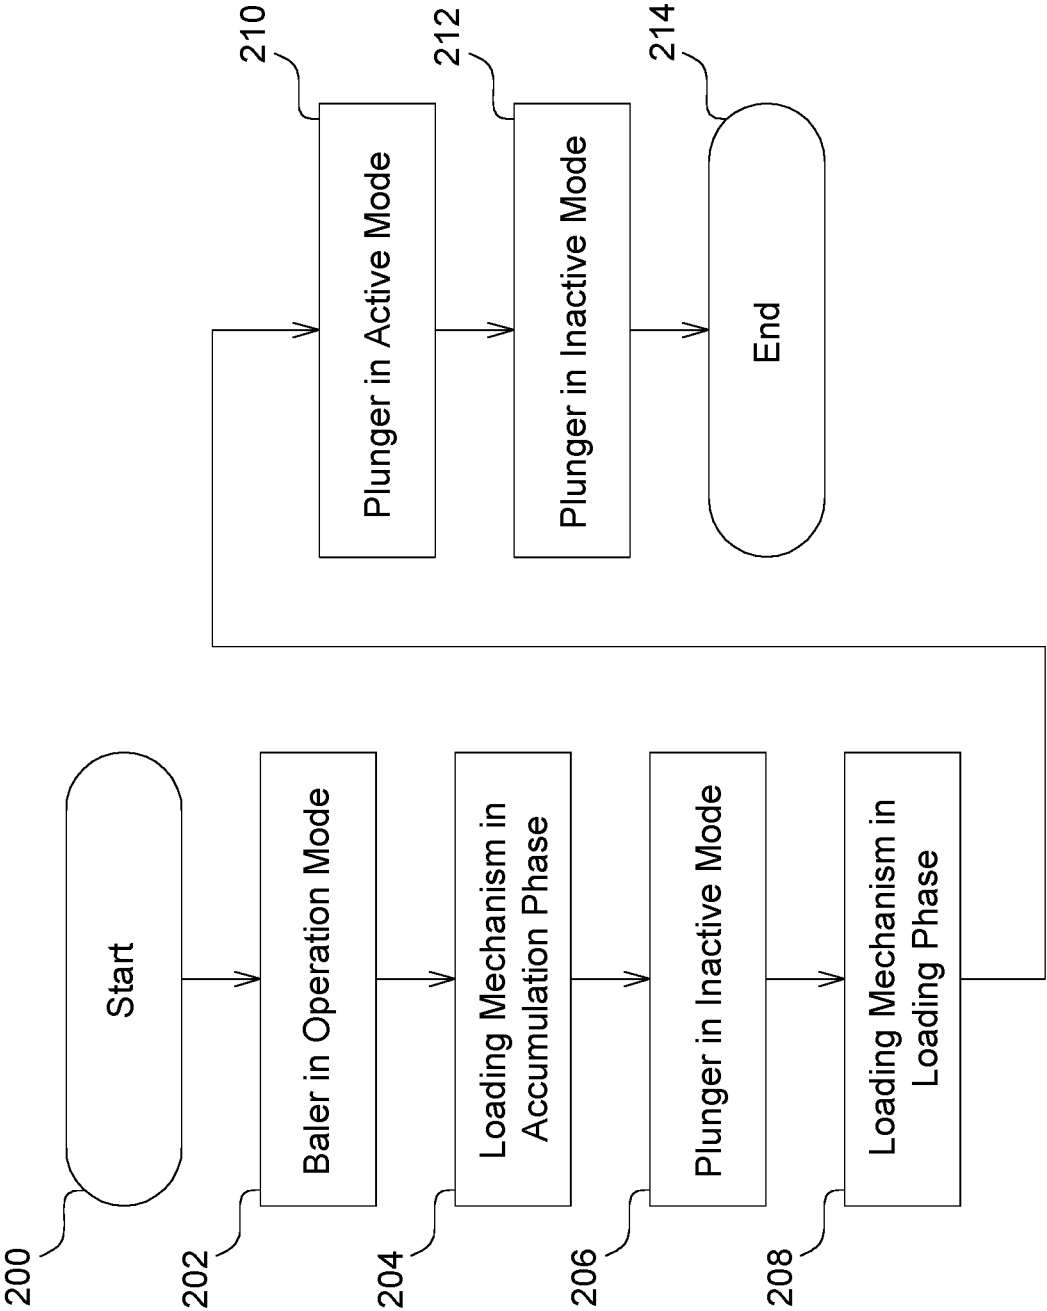 200
Start
202
Baler in Operation Mode
204
Loading Mechanism in
Accumulation Phase
206
Plunger in Inactive Mode
208
Loading Mechanism in
Loading Phase
210
Plunger in Active Mode
212
Plunger in Inactive Mode
214
End